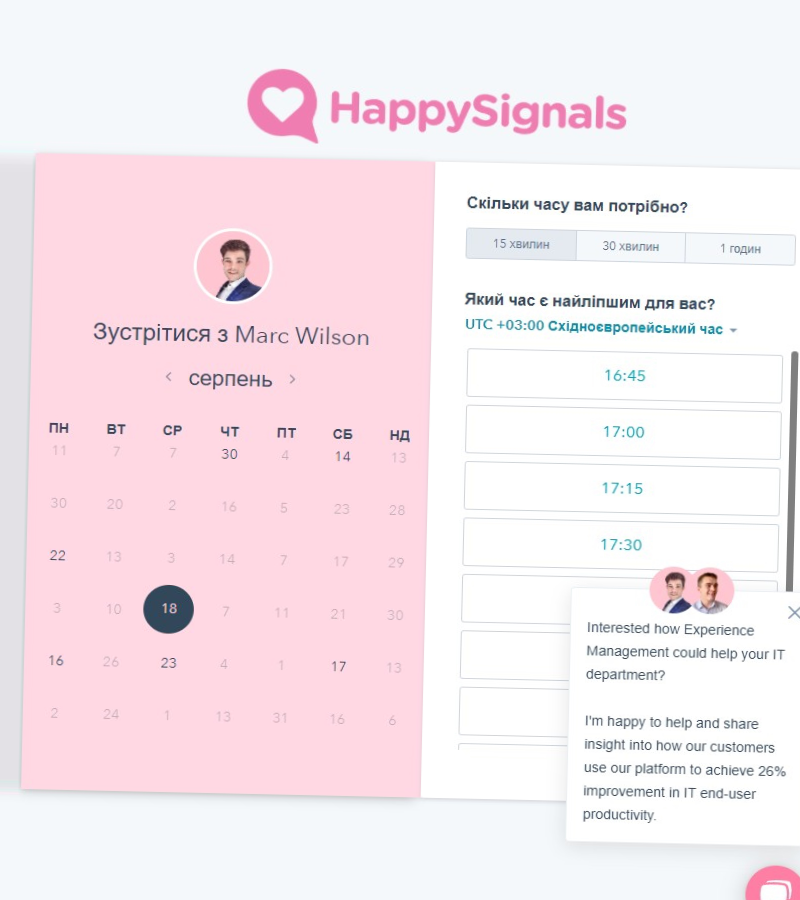 HappySignals
Зустрітися з Marc Wilson
серпень
ПН ВТ СР ЧТ ПТ СБ НД
11 7 7 30 4 14 13
30 20 2 16 5 23 28
22 13 3 14 7 17 29
3 10 18 7 11 21 30
16 26 23 4 1 17 13
2 24 1 13 31 16 6
Скільки часу вам потрібно?
15 хвилин 30 хвилин 1 годин
Який час є найліпшим для вас?
UTC +03:00 Східноєвропейський час
16:45
17:00
17:15
17:30
Interested how Experience
Management could help your IT
department?
I'm happy to help and share
insight into how our customers
use our platform to achieve 26%
improvement in IT end-user
productivity.